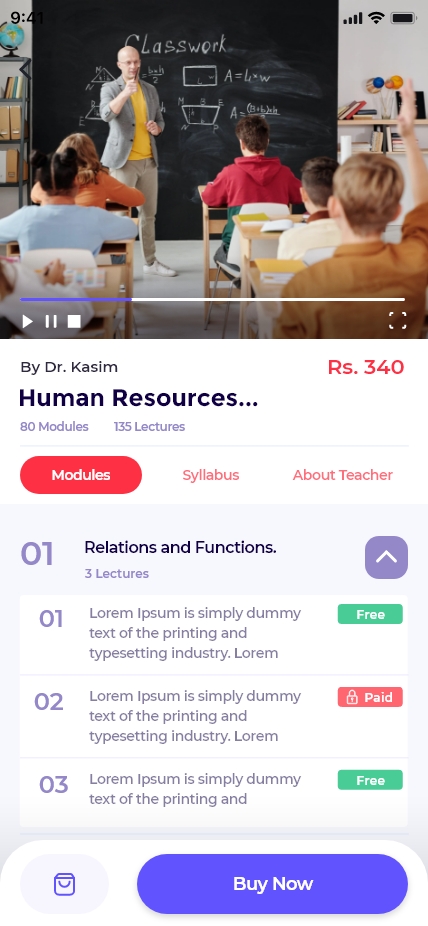 9:41
Classwork
A=L×w
By Dr. Kasim
Rs. 340
Human Resources...
80 Modules 135 Lectures
Modules Syllabus About Teacher
01 Relations and Functions.
3 Lectures
01 Lorem Ipsum is simply dummy Free
text of the printing and
typesetting industry. Lorem
02 Lorem Ipsum is simply dummy Paid
text of the printing and
typesetting industry. Lorem
03 Lorem Ipsum is simply dummy Free
text of the printing and
Buy Now